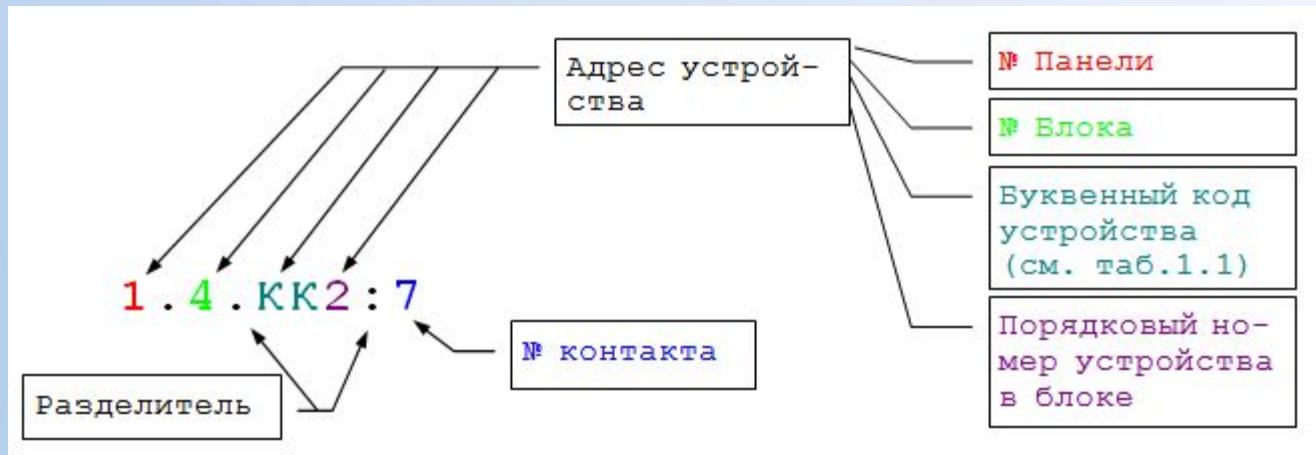 Адрес устрой-
ства
№ Панели
№ Блока
Буквенный код
устройства
(см. таб.1.1)
Порядковый но-
мер устройства
в блоке
1.4.КК2:7
№ контакта
Разделитель